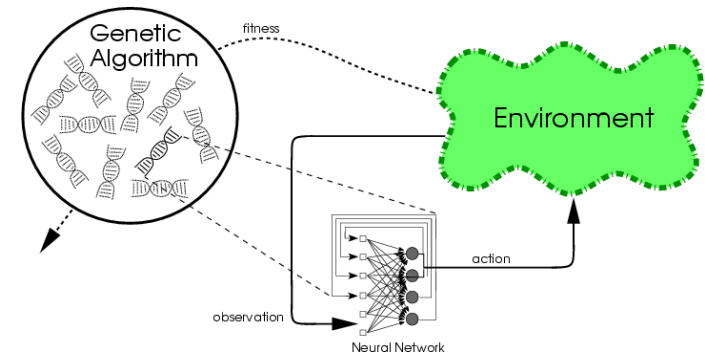 Genetic
Algorithm
fitness
Environment
action
observation
Neural Network